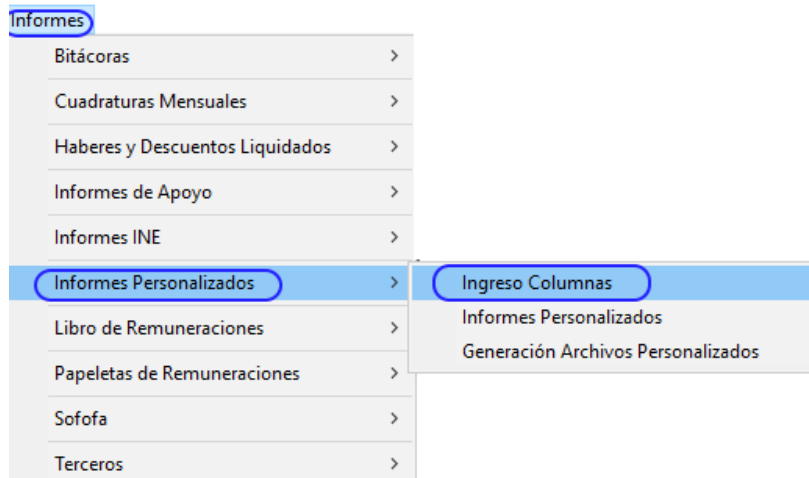 Informes
Bitácoras
Cuadraturas Mensuales
Haberes y Descuentos Liquidados
Informes de Apoyo
Informes INE
Informes Personalizados
Ingreso Columnas
Informes Personalizados
Generación Archivos Personalizados
Libro de Remuneraciones
Papeletas de Remuneraciones
Sofofa
Terceros